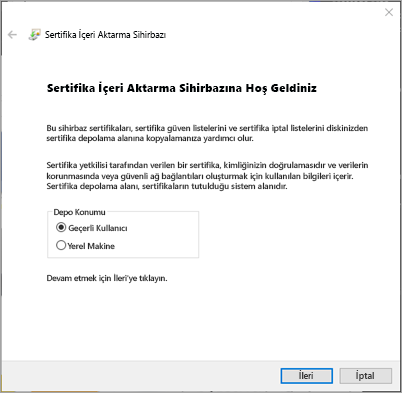 Sertifika İçeri Aktarma Sihirbazı
Sertifika İçeri Aktarma Sihirbazına Hoş Geldiniz
Bu sihirbaz sertifikaları, sertifika güven listelerini ve sertifika iptal listelerini diskinizden
sertifika depolama alanına kopyalamanıza yardımcı olur.
Sertifika yetkilisi tarafından verilen bir sertifika, kimliğinizin doğrulamasıdır ve verilerin
korunmasında veya güvenli ağ bağlantıları oluşturmak için kullanılan bilgileri içerir.
Sertifika depolama alanı, sertifikaların tutulduğu sistem alanıdır.
Depo Konumu
Geçerli Kullanıcı
Yerel Makine
Devam etmek için İleri'ye tıklayın.
İleri
İptal